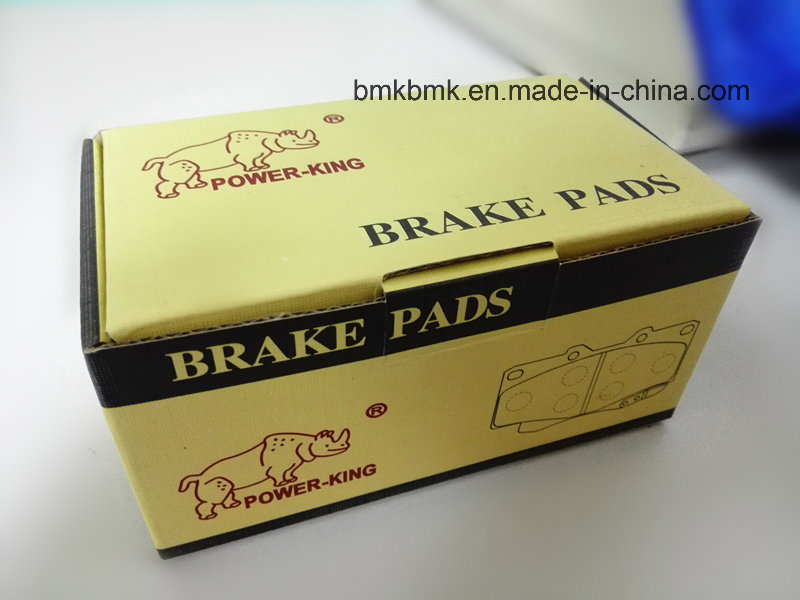 bmkbmk.en.made-in-china.com
®
POWER-KING
BRAKE PADS
BRAKE PADS
®
POWER-KING